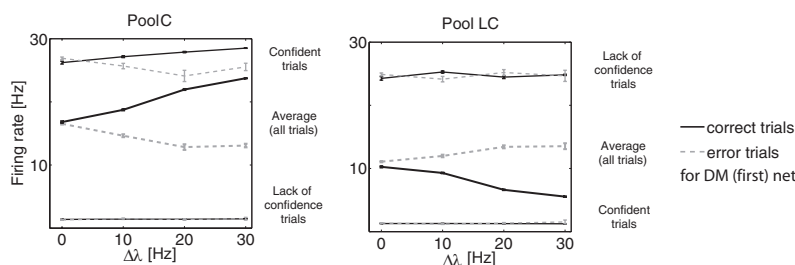 PoolC
30
10
Firing rate [Hz]
Confident
trials
Average
(all trials)
Lack of
confidence
trials
0 10 20 30
Δλ [Hz]
Pool LC
30
10
Lack of
confidence
trials
Average
(all trials)
Confident
trials
0 10 20 30
Δλ [Hz]
correct trials
error trials
for DM (first) net